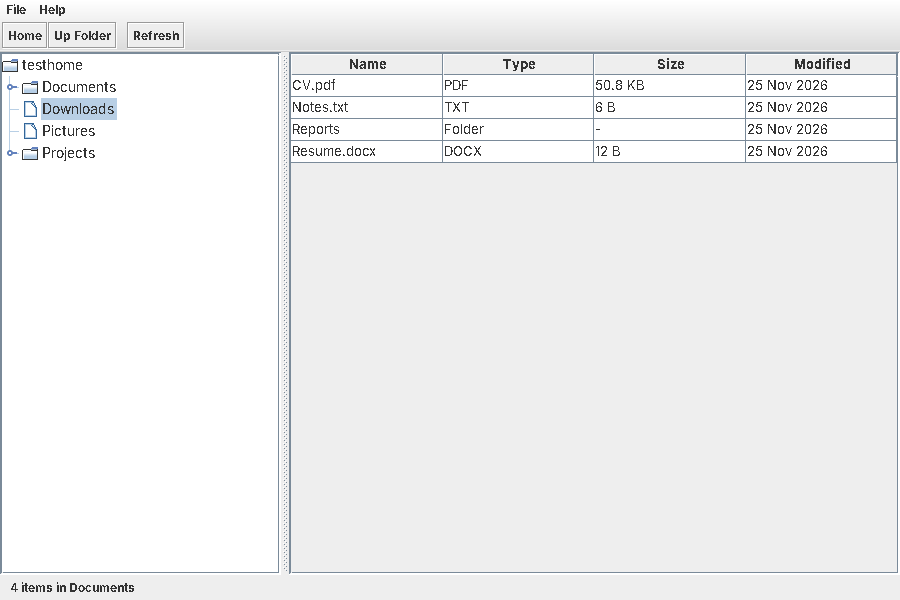 File Help
Home Up Folder Refresh
testhome
Documents
Downloads
Pictures
Projects
Name Type Size Modified
CV.pdf PDF 50.8 KB 25 Nov 2026
Notes.txt TXT 6 B 25 Nov 2026
Reports Folder - 25 Nov 2026
Resume.docx DOCX 12 B 25 Nov 2026
4 items in Documents